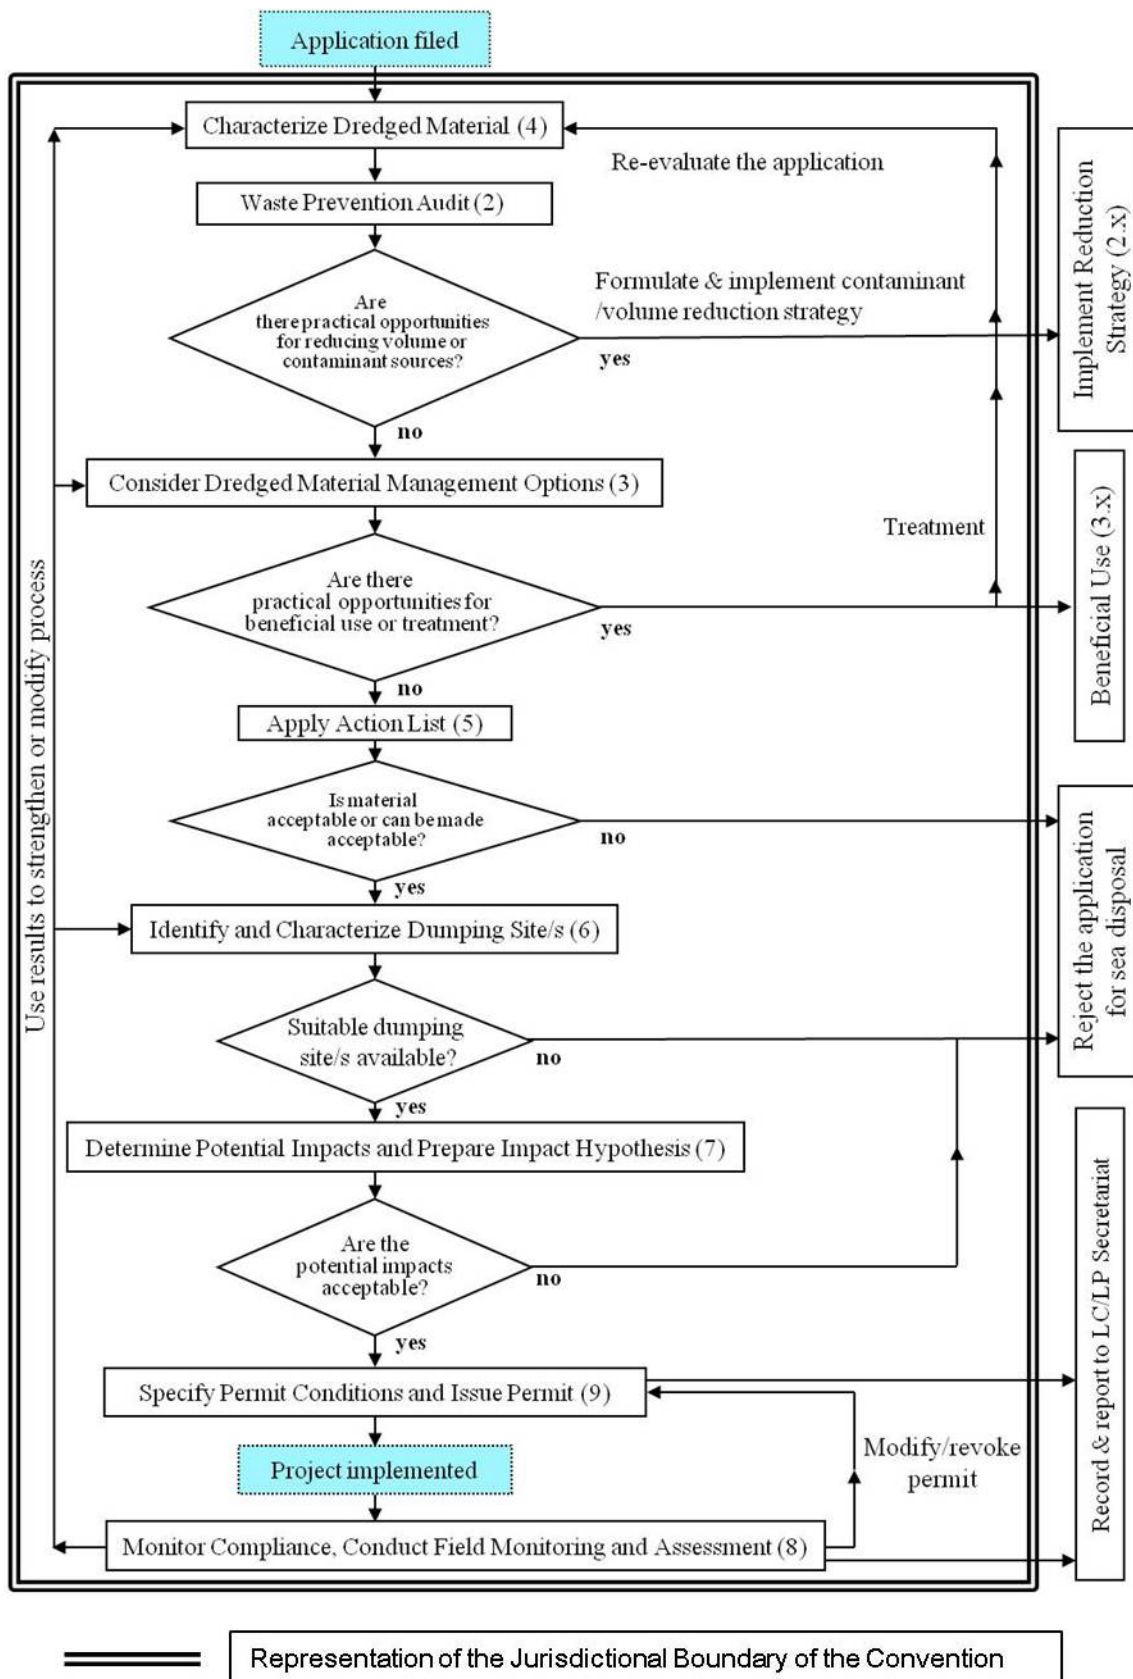 Application filed
Characterize Dredged Material (4)
Re-evaluate the application
Waste Prevention Audit (2)
Are
there practical opportunities
for reducing volume or
contaminant sources?
Formulate & implement contaminant
/volume reduction strategy
yes
Implement Reduction
Strategy (2.x)
no
Consider Dredged Material Management Options (3)
Treatment
Are there
practical opportunities for
beneficial use or treatment?
yes
Beneficial Use (3.x)
no
Apply Action List (5)
Is material
acceptable or can be made
acceptable?
no
Reject the application
for sea disposal
yes
Identify and Characterize Dumping Site/s (6)
Use results to strengthen or modify process
Suitable dumping
site/s available?
no
yes
Determine Potential Impacts and Prepare Impact Hypothesis (7)
Are the
potential impacts
acceptable?
no
yes
Specify Permit Conditions and Issue Permit (9)
Record & report to LC/LP Secretariat
Modify/revoke
permit
Project implemented
Monitor Compliance, Conduct Field Monitoring and Assessment (8)
Representation of the Jurisdictional Boundary of the Convention